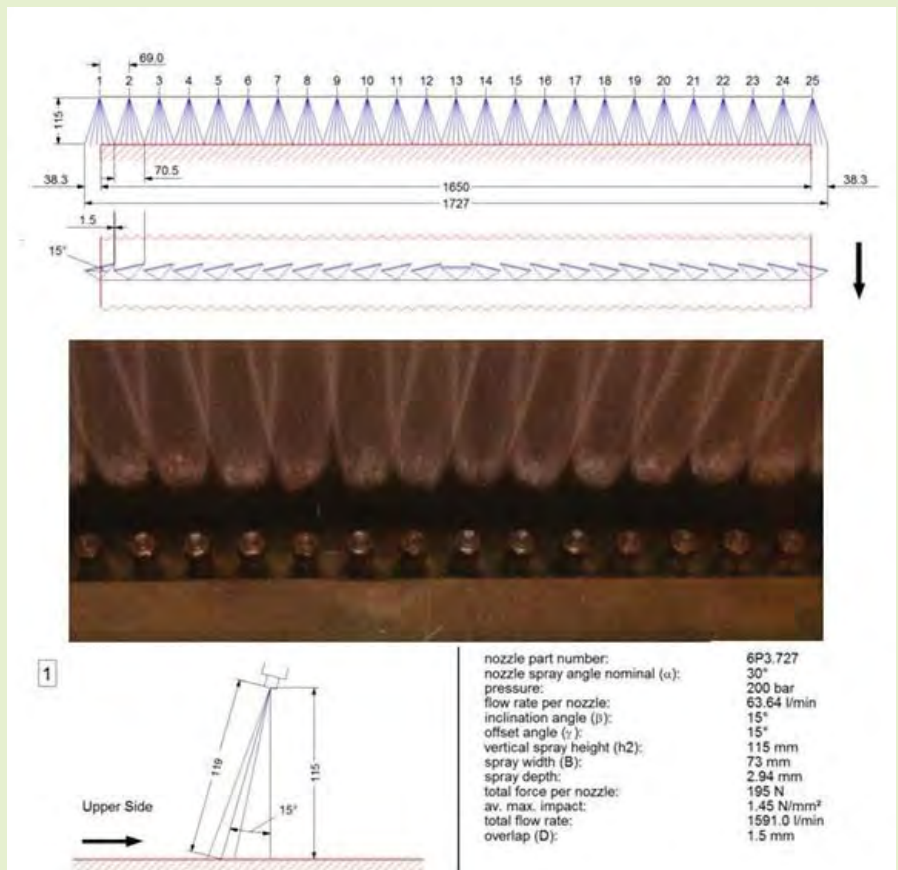 69.0
1 2 3 4 5 6 7 8 9 10 11 12 13 14 15 16 17 18 19 20 21 22 23 24 25
115
70.5
38.3 1650 38.3
1727
1.5
15°
1
119
115
15°
Upper Side
nozzle part number: 6P3.727
nozzle spray angle nominal (α): 30°
pressure: 200 bar
flow rate per nozzle: 63.64 l/min
inclination angle (β): 15°
offset angle (γ): 15°
vertical spray height (h2): 115 mm
spray width (B): 73 mm
spray depth: 2.94 mm
total force per nozzle: 195 N
av. max. impact: 1.45 N/mm²
total flow rate: 1591.0 l/min
overlap (D): 1.5 mm